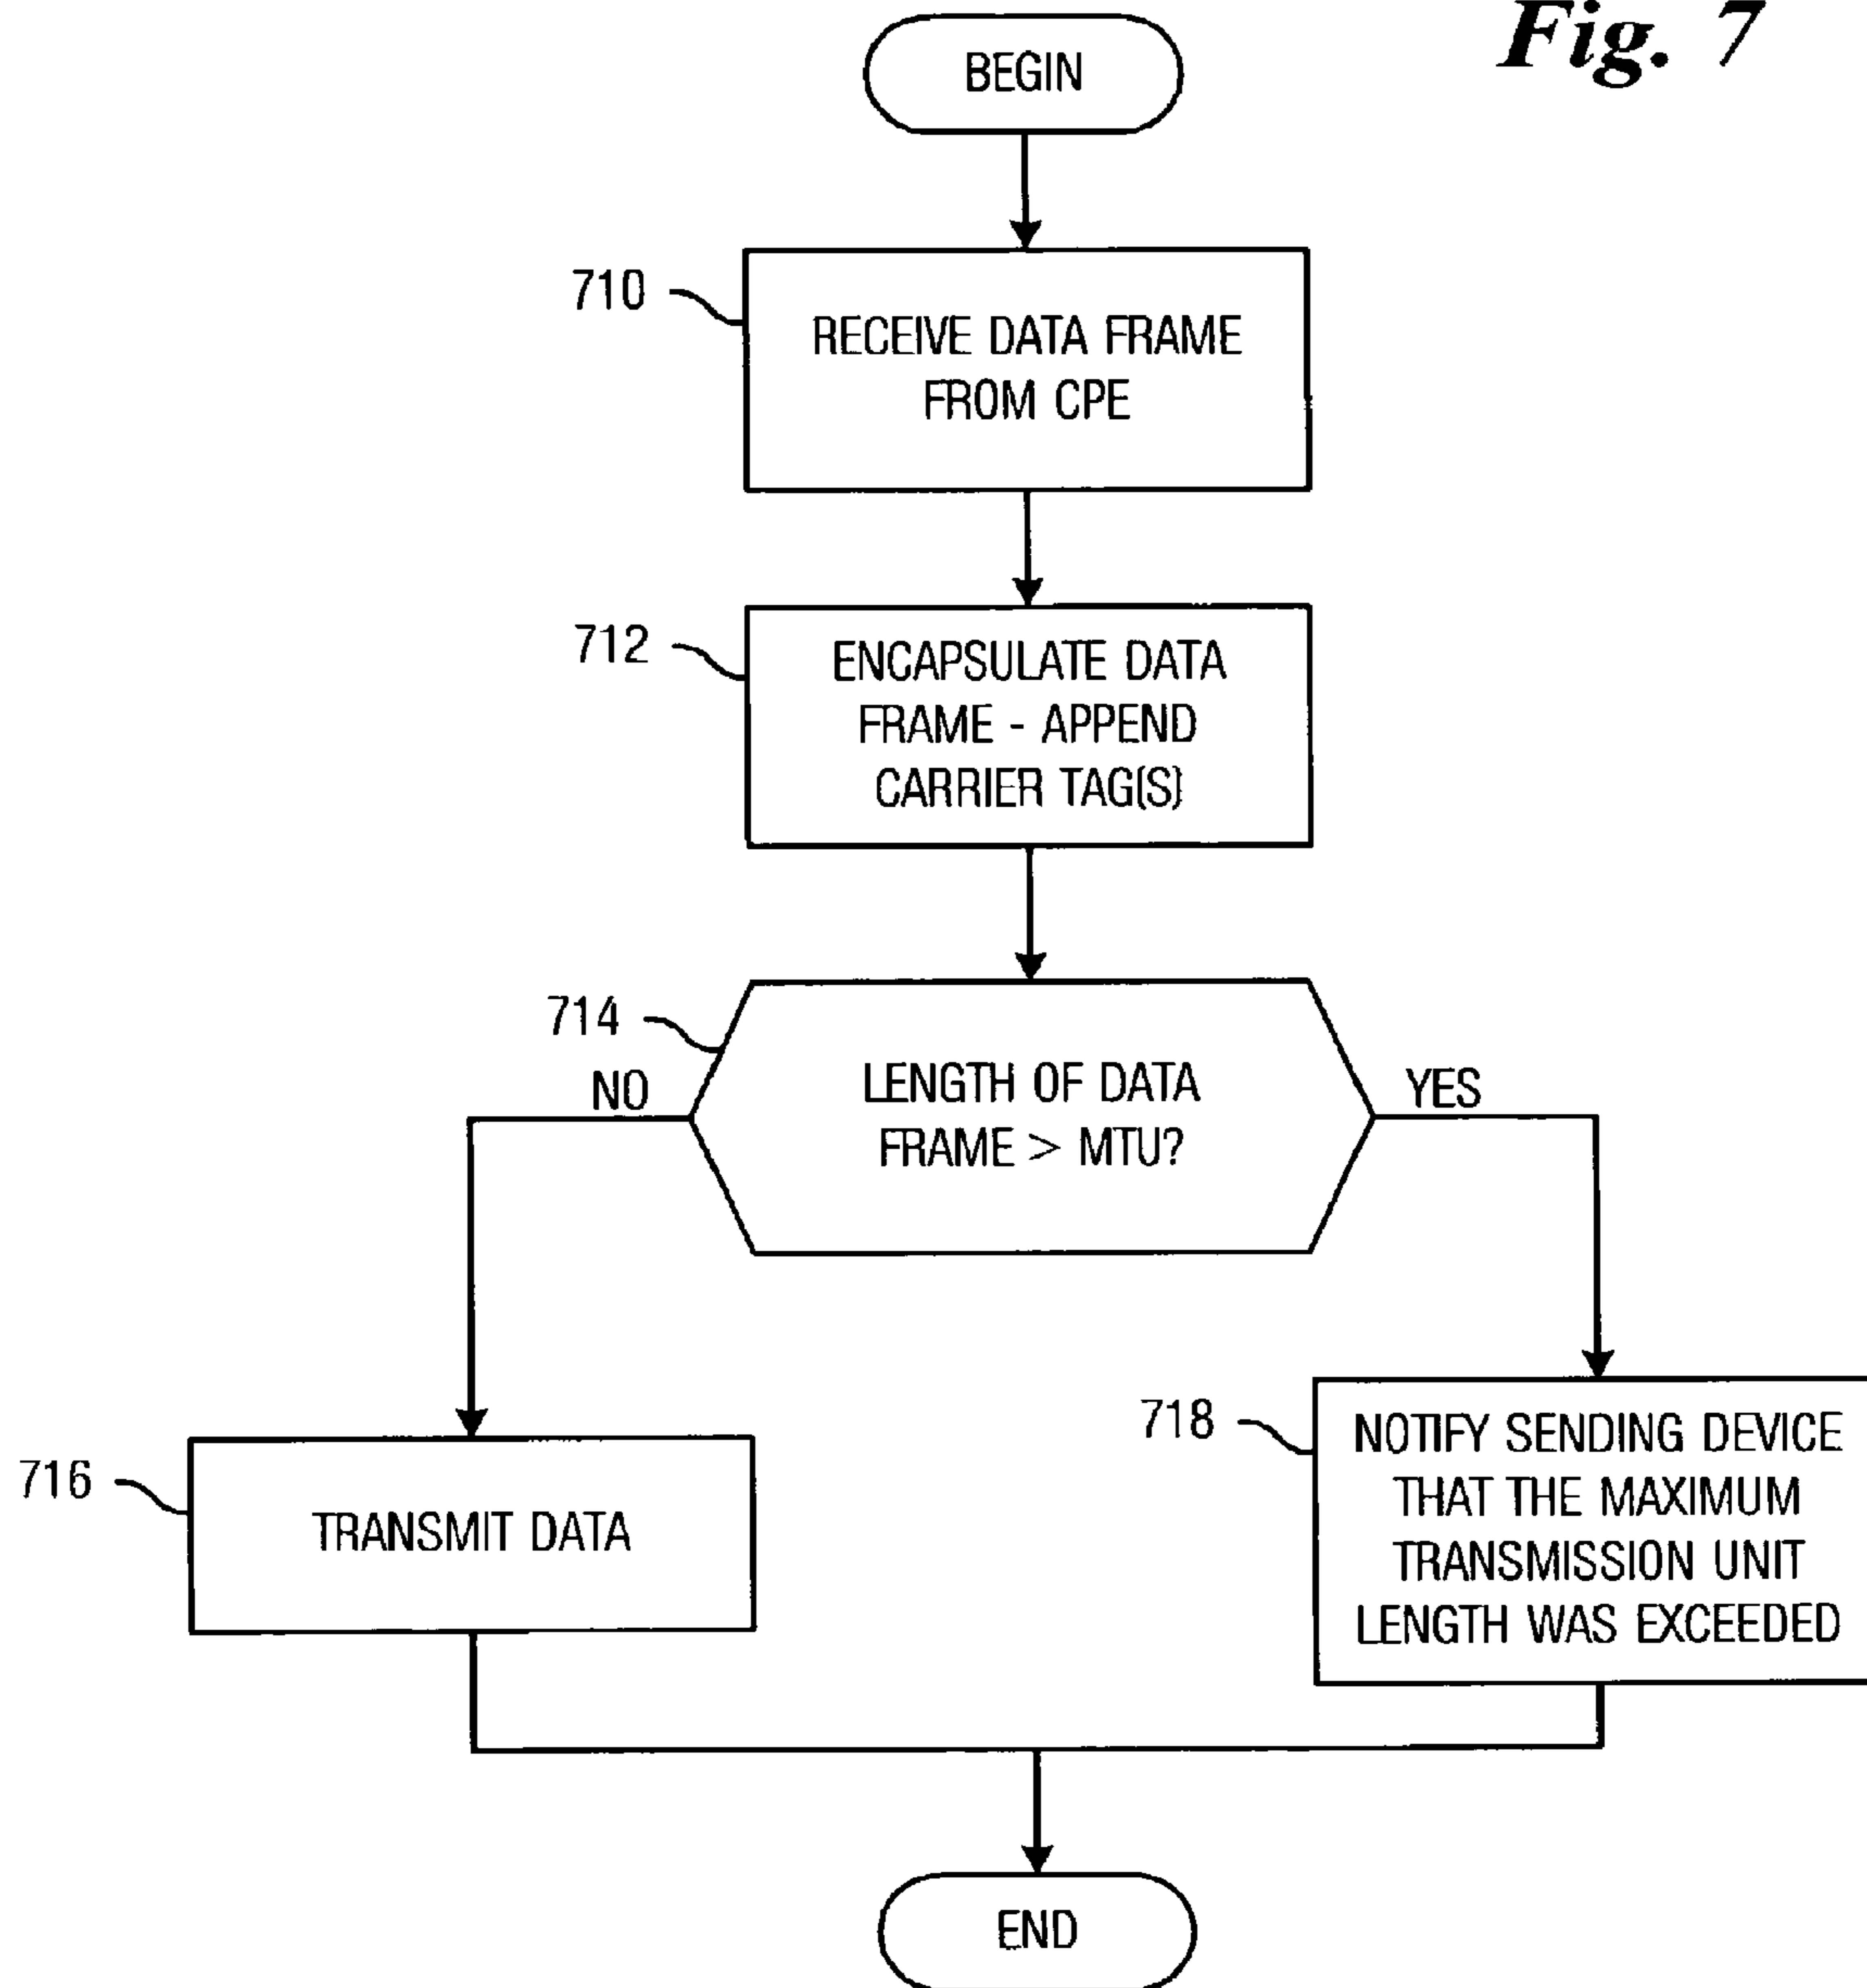 Fig. 7
BEGIN
710
RECEIVE DATA FRAME
FROM CPE
712
ENCAPSULATE DATA
FRAME - APPEND
CARRIER TAG(S)
714
NO
LENGTH OF DATA
FRAME > MTU?
YES
716
TRANSMIT DATA
718
NOTIFY SENDING DEVICE
THAT THE MAXIMUM
TRANSMISSION UNIT
LENGTH WAS EXCEEDED
END